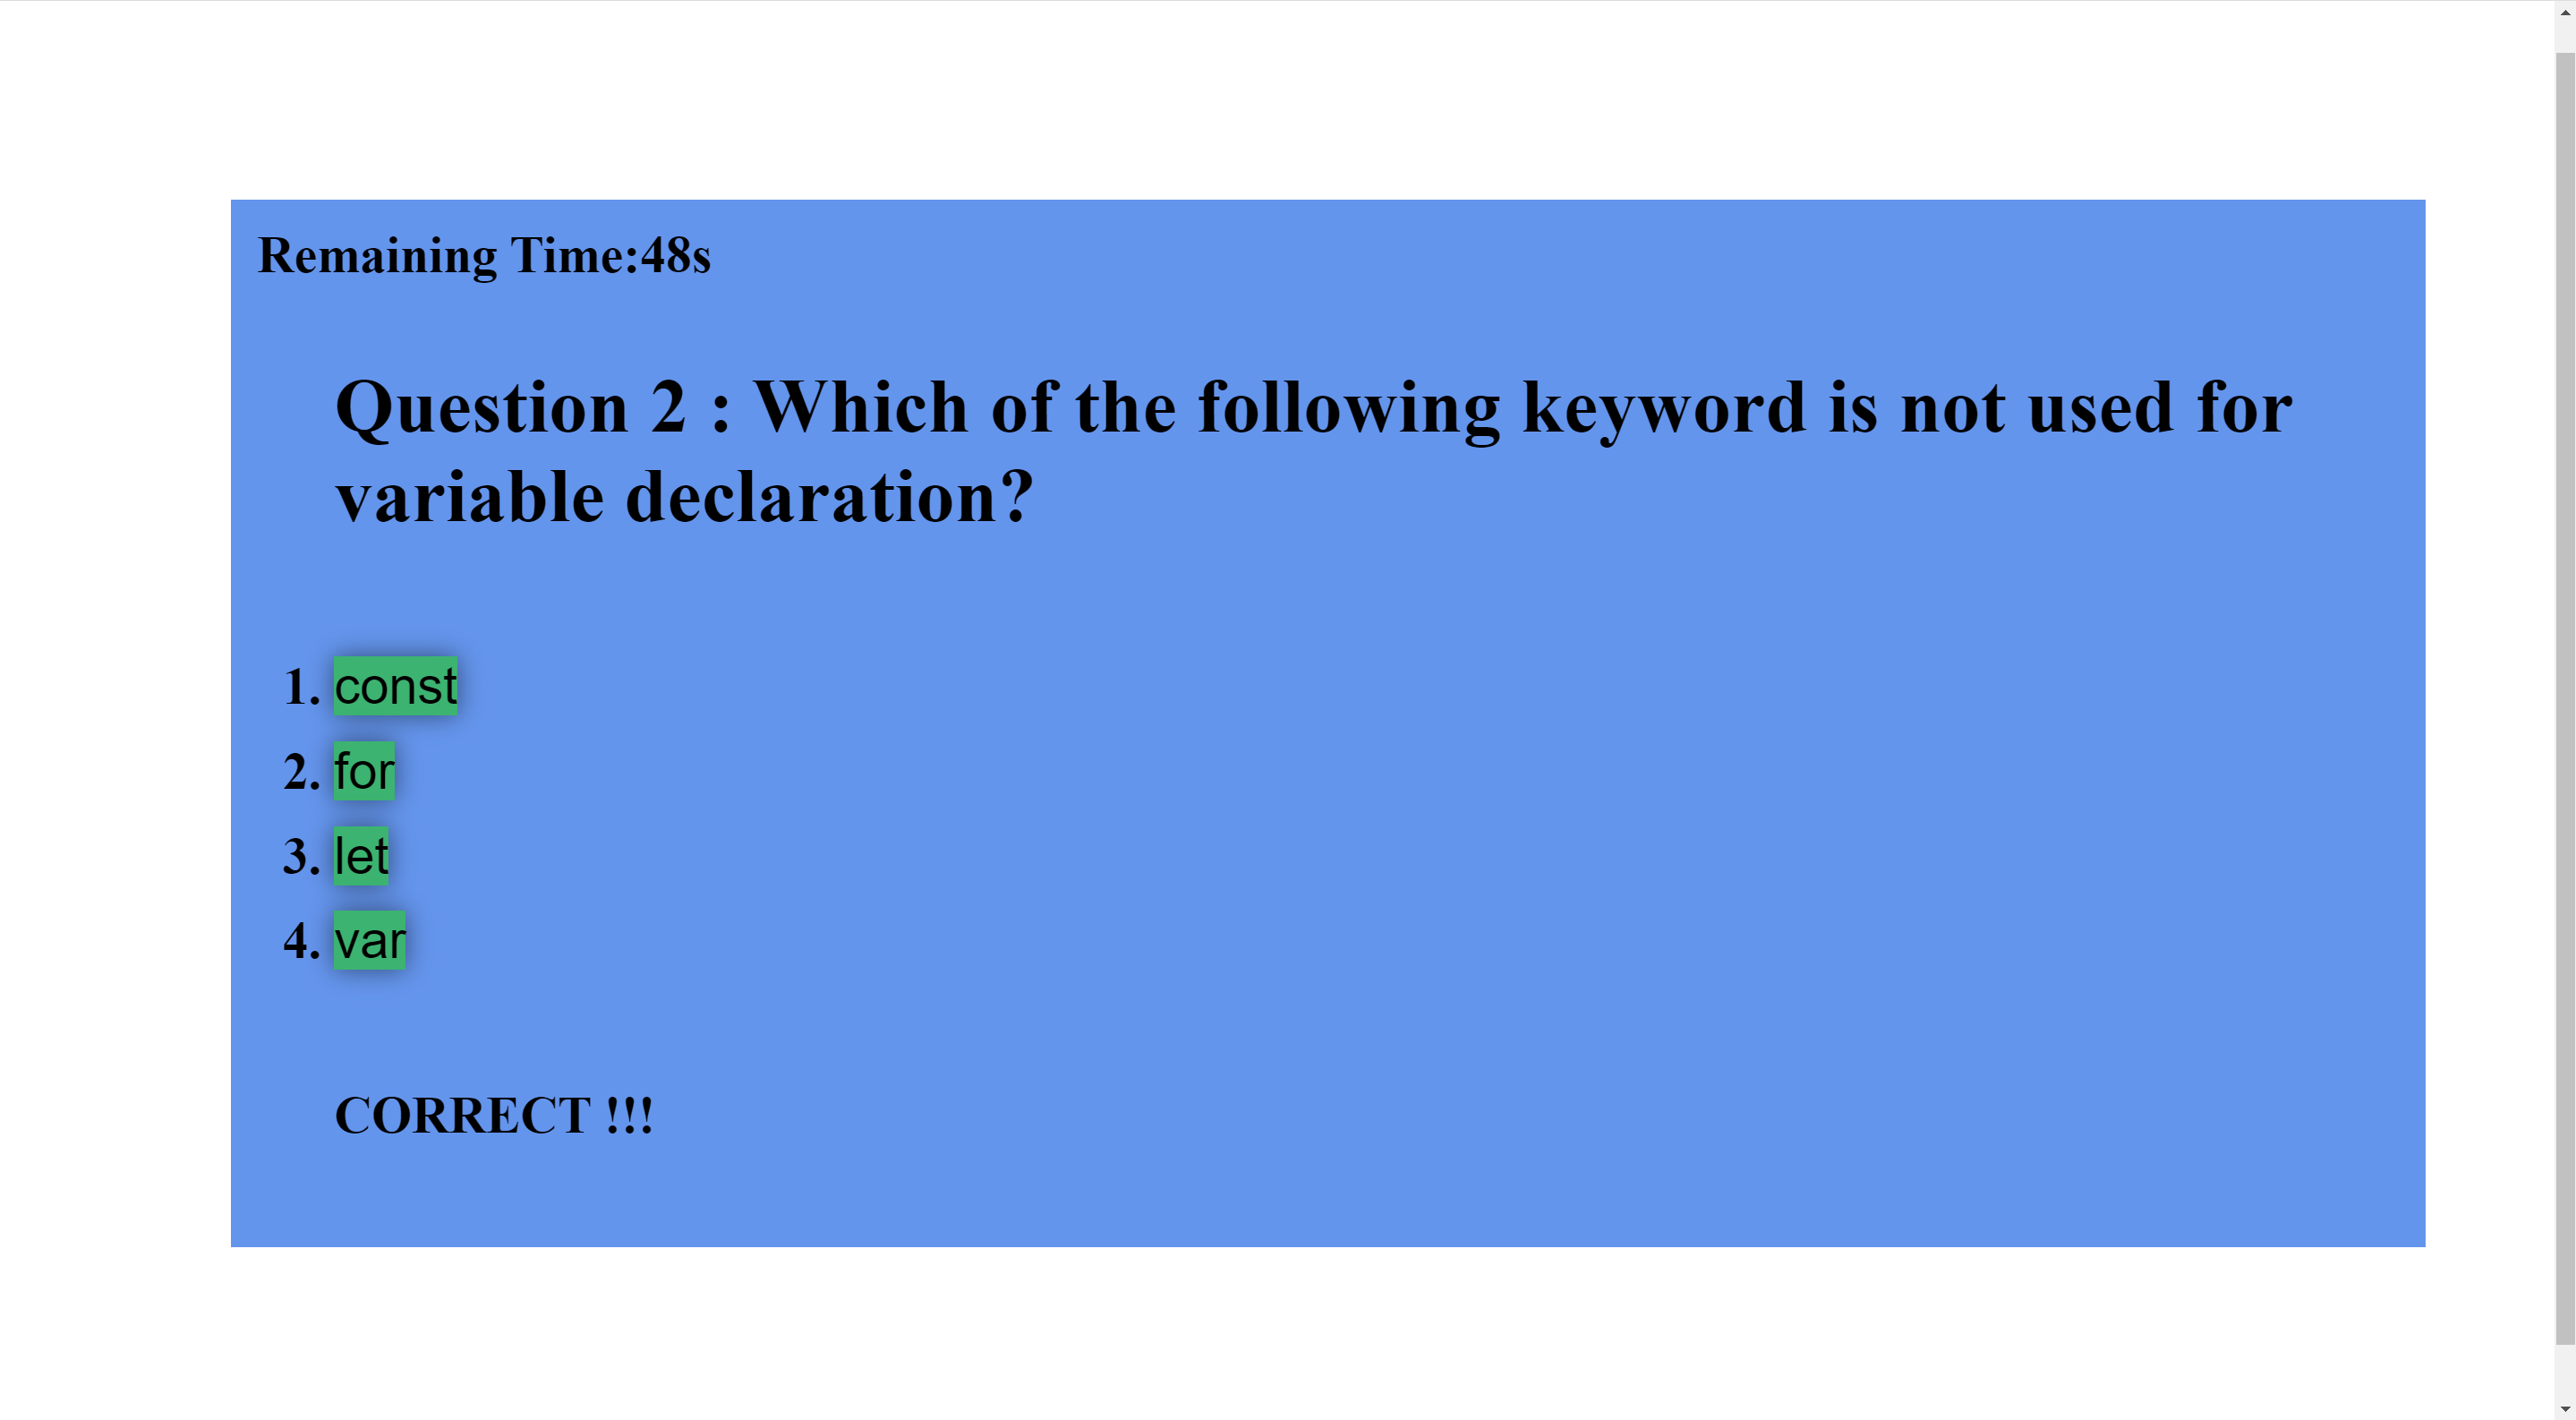 Remaining Time:48s
Question 2 : Which of the following keyword is not used for
variable declaration?
1. const
2. for
3. let
4. var
CORRECT !!!